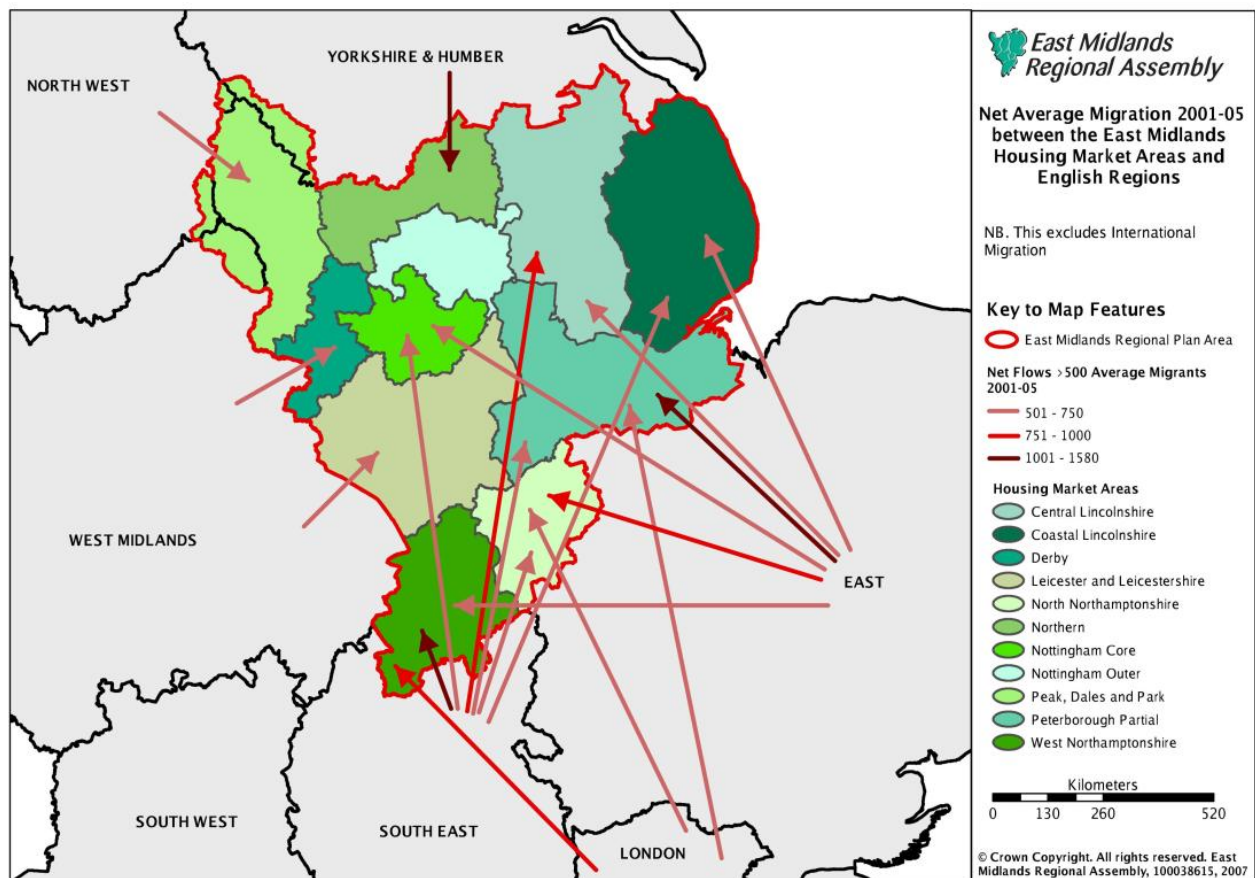 YORKSHIRE & HUMBER
NORTH WEST
WEST MIDLANDS
EAST
SOUTH WEST
SOUTH EAST
LONDON
East Midlands
Regional Assembly
Net Average Migration 2001-05
between the East Midlands
Housing Market Areas and
English Regions
NB. This excludes International
Migration
Key to Map Features
East Midlands Regional Plan Area
Net Flows >500 Average Migrants
2001-05
501 - 750
751 - 1000
1001 - 1580
Housing Market Areas
Central Lincolnshire
Coastal Lincolnshire
Derby
Leicester and Leicestershire
North Northamptonshire
Northern
Nottingham Core
Nottingham Outer
Peak, Dales and Park
Peterborough Partial
West Northamptonshire
Kilometers
0 130 260 520
© Crown Copyright. All rights reserved. East
Midlands Regional Assembly, 100038615, 2007